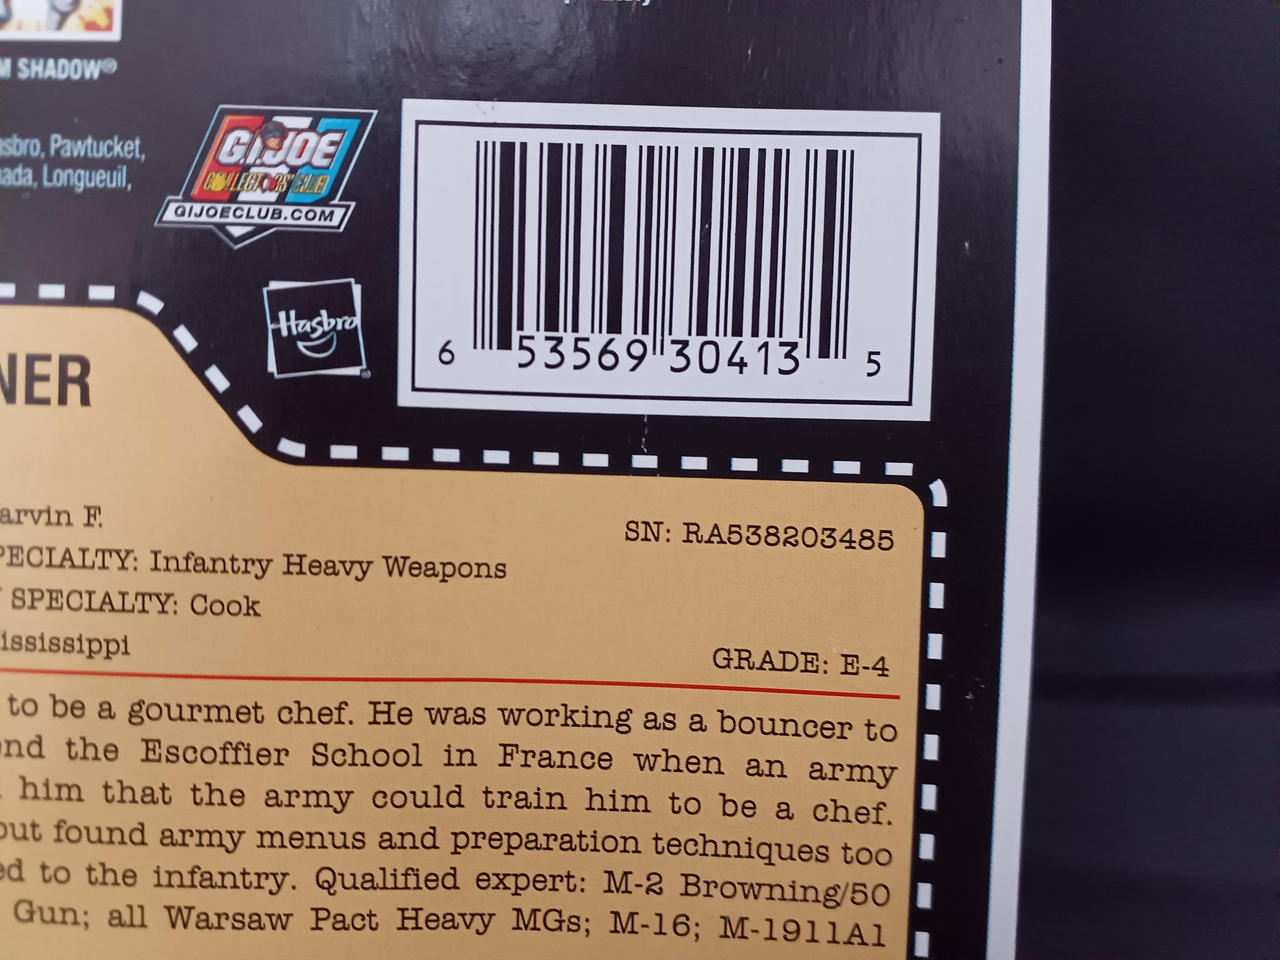 M SHADOW®
asbro, Pawtucket,
ada, Longueuil,
G.I. JOE
COLLECTORS' CLUB
GIJOECLUB.COM
Hasbro
6 53569 30413 5
NER
arvin F.
SN: RA538203485
PECIALTY: Infantry Heavy Weapons
SPECIALTY: Cook
ississippi
GRADE: E-4
to be a gourmet chef. He was working as a bouncer to
end the Escoffier School in France when an army
him that the army could train him to be a chef.
but found army menus and preparation techniques too
ed to the infantry. Qualified expert: M-2 Browning/50
Gun; all Warsaw Pact Heavy MGs; M-16; M-1911A1